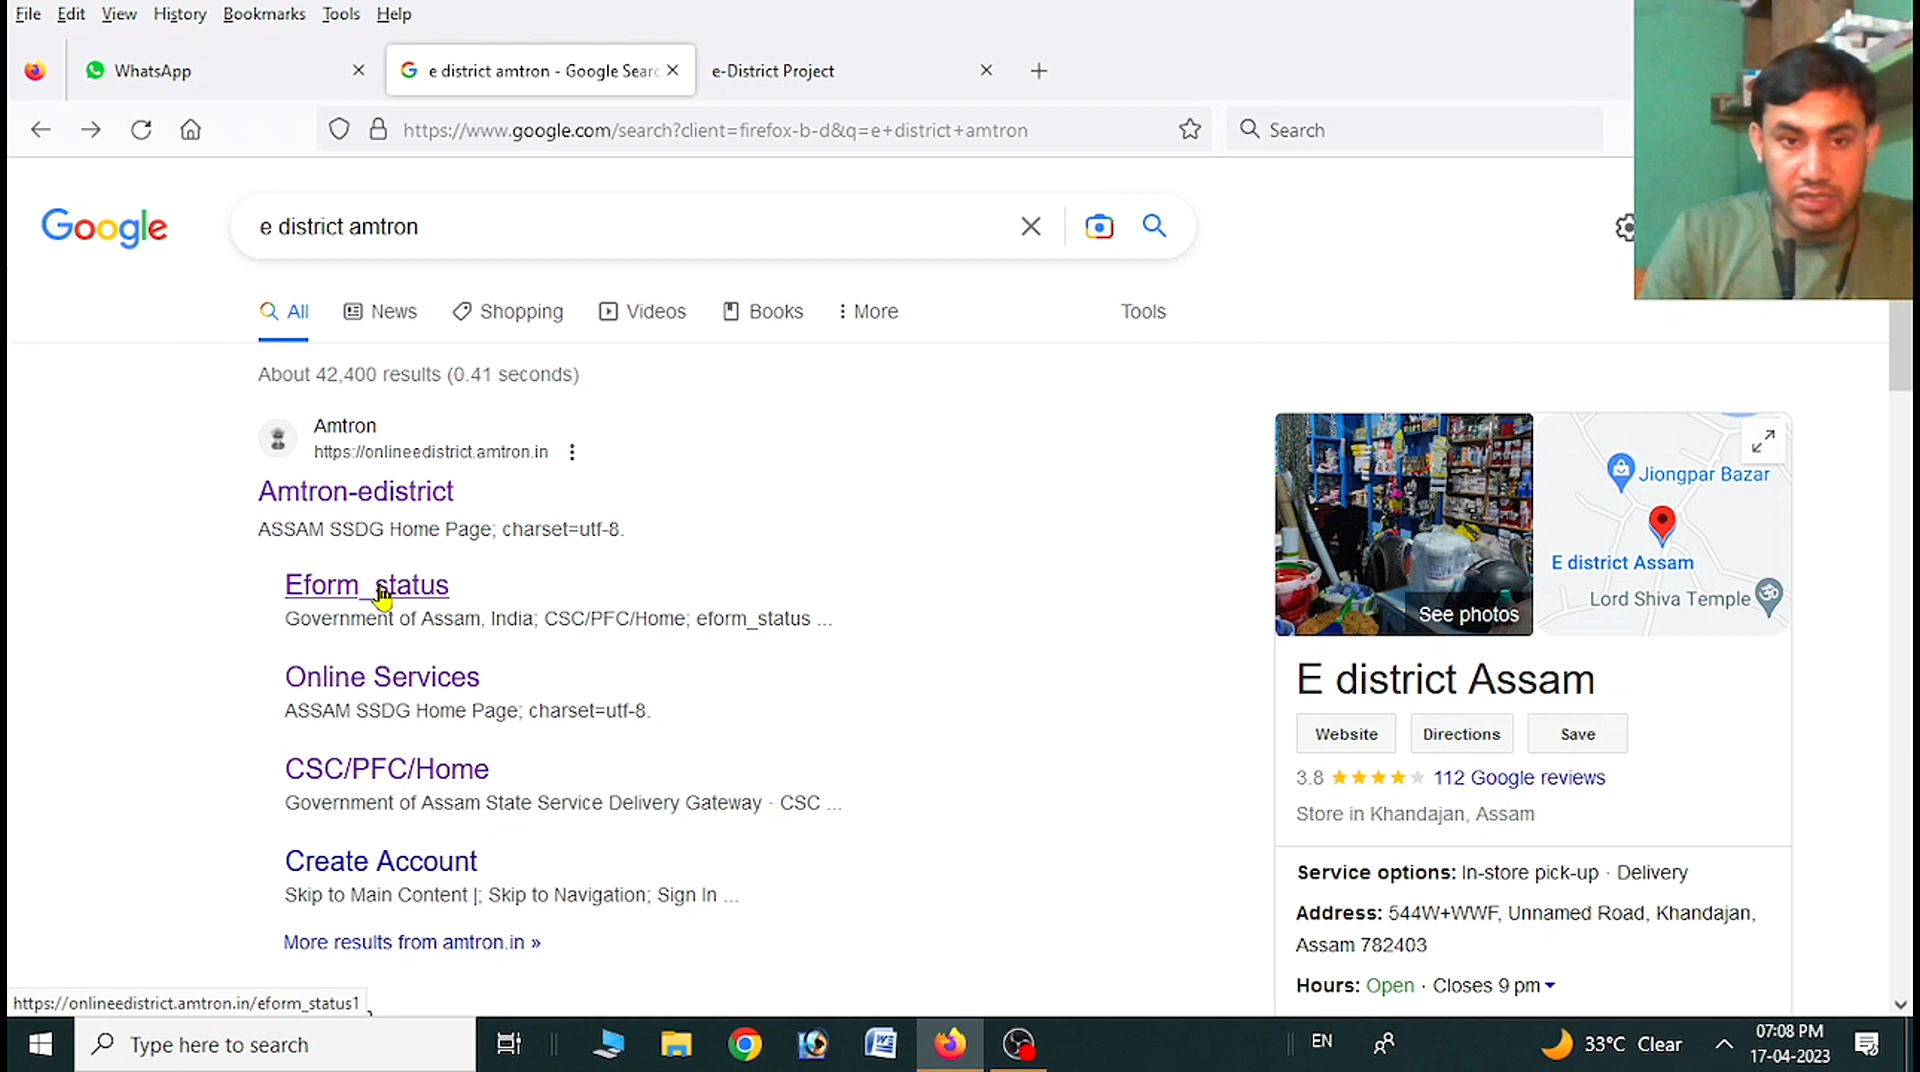 File Edit View History Bookmarks Tools Help
WhatsApp
e district amtron - Google Searc
e-District Project
https://www.google.com/search?client=firefox-b-d&q=e+district+amtron
Search
Google
e district amtron
All News Shopping Videos Books More Tools
About 42,400 results (0.41 seconds)
Amtron
https://onlineedistrict.amtron.in
Amtron-edistrict
ASSAM SSDG Home Page; charset=utf-8.
Eform_status
Government of Assam, India; CSC/PFC/Home; eform_status ...
Online Services
ASSAM SSDG Home Page; charset=utf-8.
CSC/PFC/Home
Government of Assam State Service Delivery Gateway · CSC ...
Create Account
Skip to Main Content |; Skip to Navigation; Sign In ...
More results from amtron.in »
See photos
Jiongpar Bazar
E district Assam
Lord Shiva Temple
E district Assam
Website Directions Save
3.8 112 Google reviews
Store in Khandajan, Assam
Service options: In-store pick-up · Delivery
Address: 544W+WWF, Unnamed Road, Khandajan,
Assam 782403
Hours: Open · Closes 9 pm
https://onlineedistrict.amtron.in/eform_status1
Type here to search
EN
33°C Clear
07:08 PM
17-04-2023